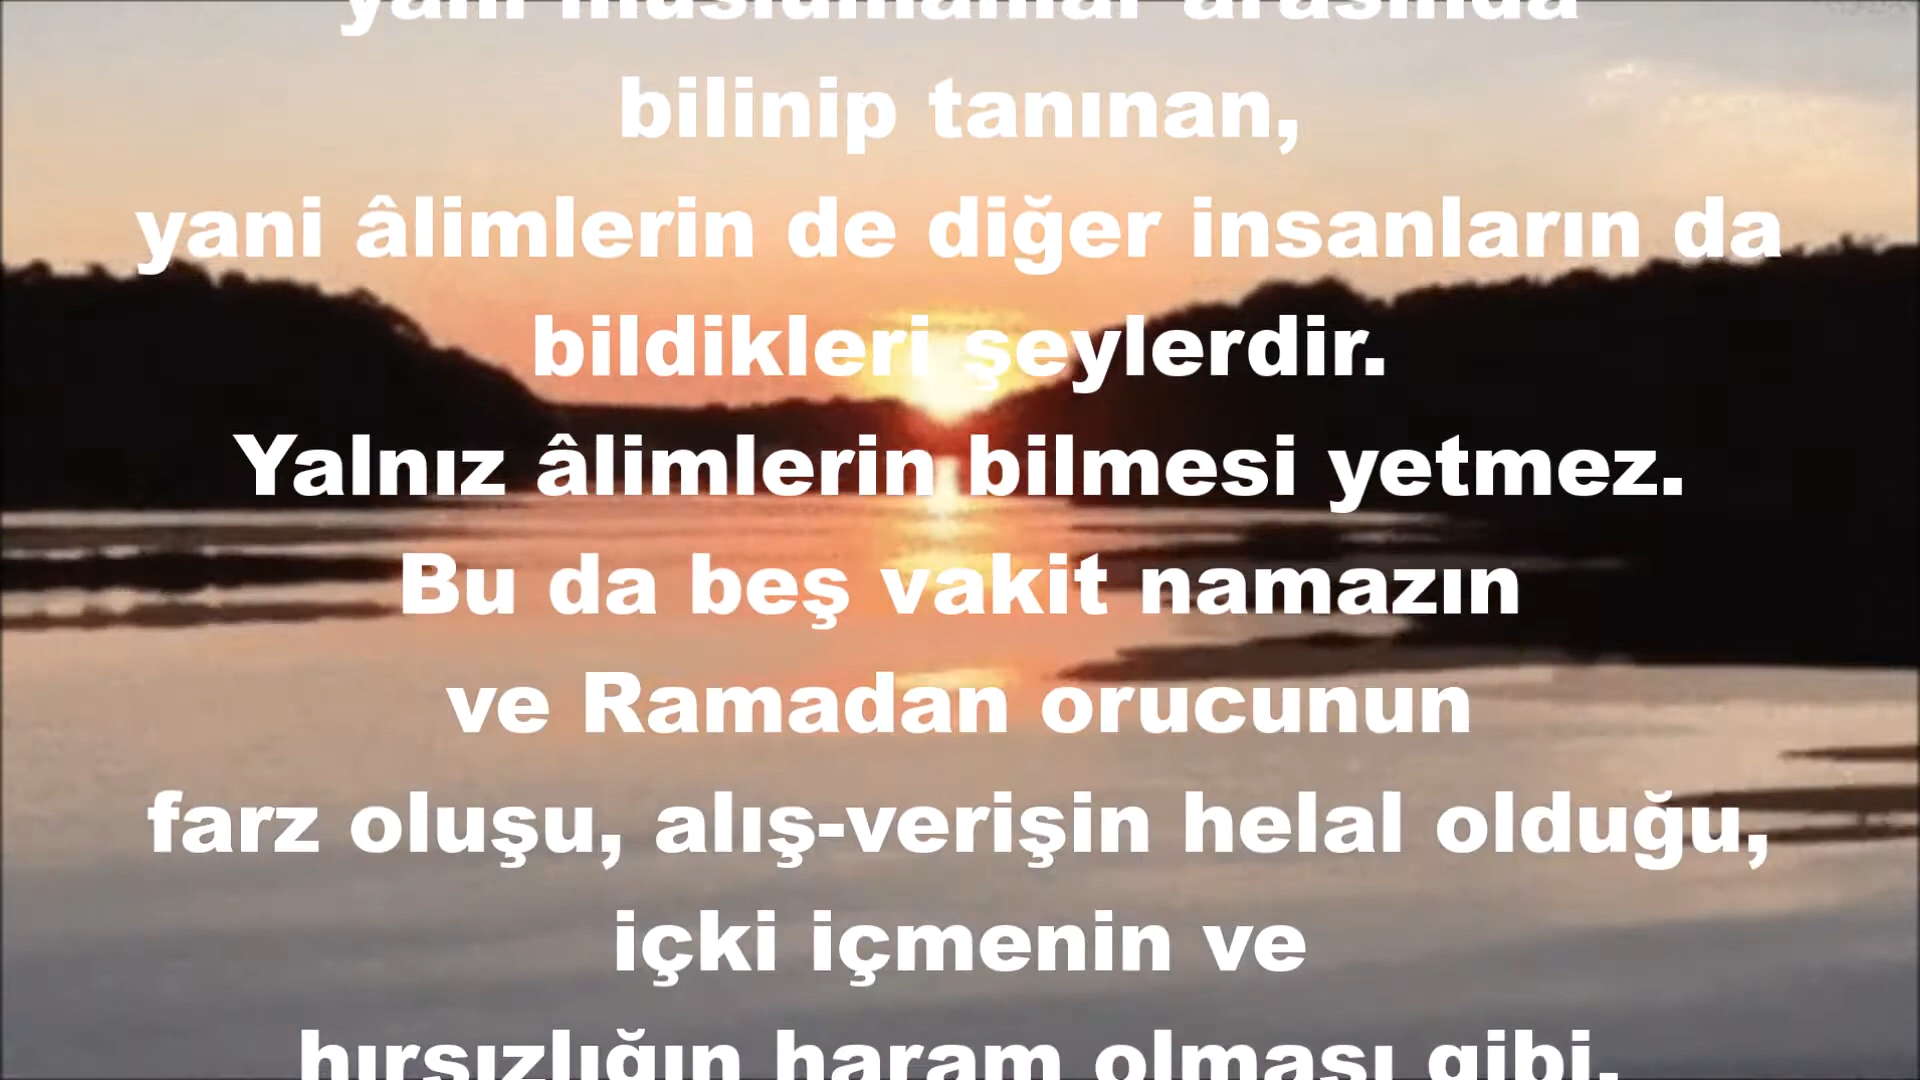 yani müslümanlar arasında
bilinip tanınan,
yani âlimlerin de diğer insanların da
bildikleri şeylerdir.
Yalnız âlimlerin bilmesi yetmez.
Bu da beş vakit namazın
ve Ramadan orucunun
farz oluşu, alış-verişin helal olduğu,
içki içmenin ve
hırsızlığın haram olması gibi.